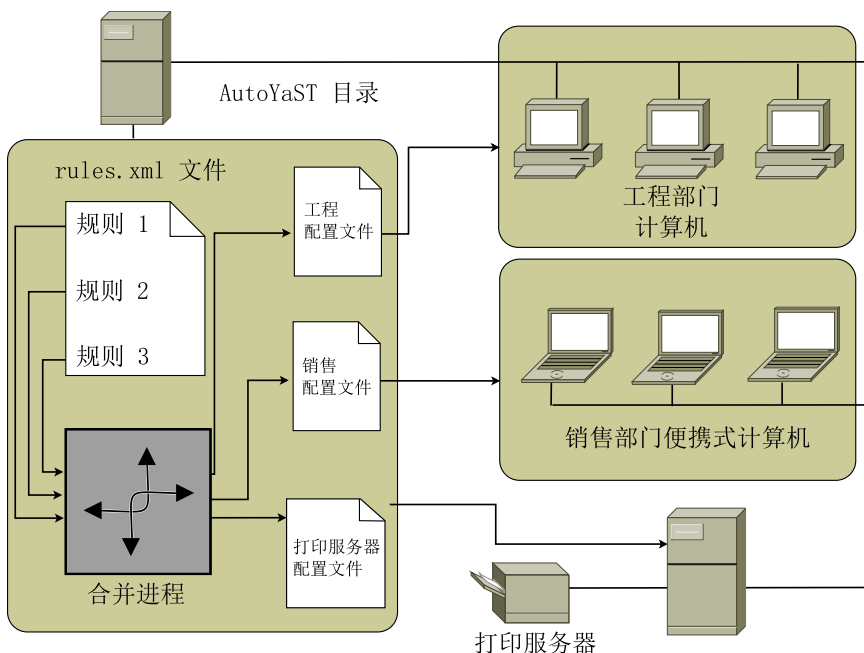 AutoYaST 目录
rules.xml 文件
规则 1
规则 2
规则 3
合并进程
工程
配置文件
销售
配置文件
打印服务器
配置文件
工程部门
计算机
销售部门便携式计算机
打印服务器